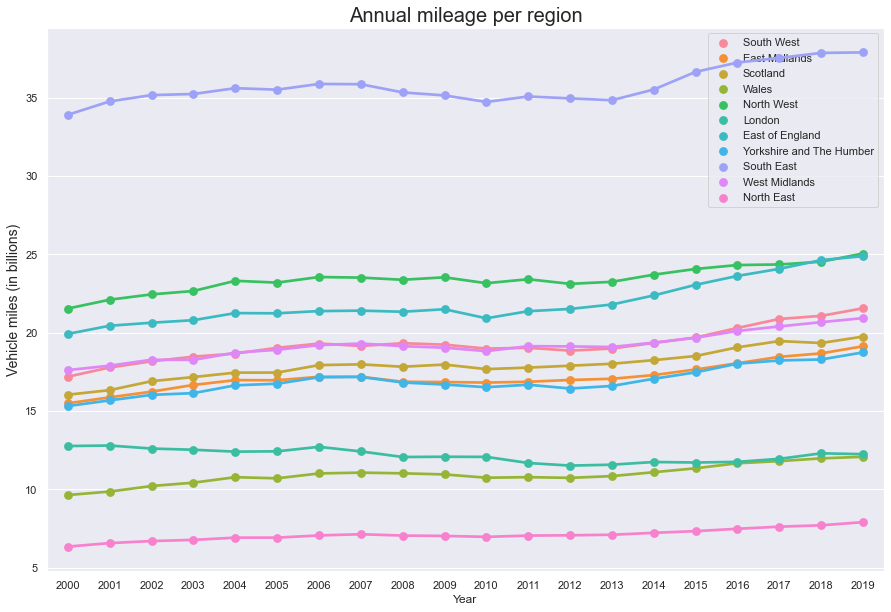 Annual mileage per region
South West
East Midlands
Scotland
Wales
North West
London
East of England
Yorkshire and The Humber
South East
West Midlands
North East
Vehicle miles (in billions)
35
30
25
20
15
10
5
2000 2001 2002 2003 2004 2005 2006 2007 2008 2009 2010 2011 2012 2013 2014 2015 2016 2017 2018 2019
Year